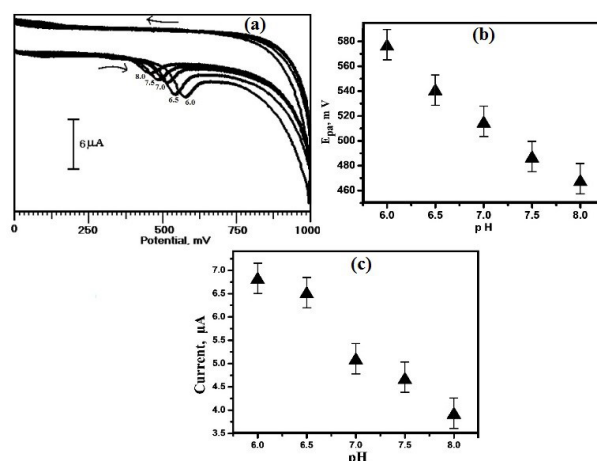 (a)
8.0
7.5
7.0
6.5
6.0
6μA
0 250 500 750 1000
Potential, mV
(b)
580
560
540
520
500
480
460
Epa, m V
6.0 6.5 7.0 7.5 8.0
p H
(c)
7.0
6.5
6.0
5.5
5.0
4.5
4.0
3.5
Current, μA
6.0 6.5 7.0 7.5 8.0
pH